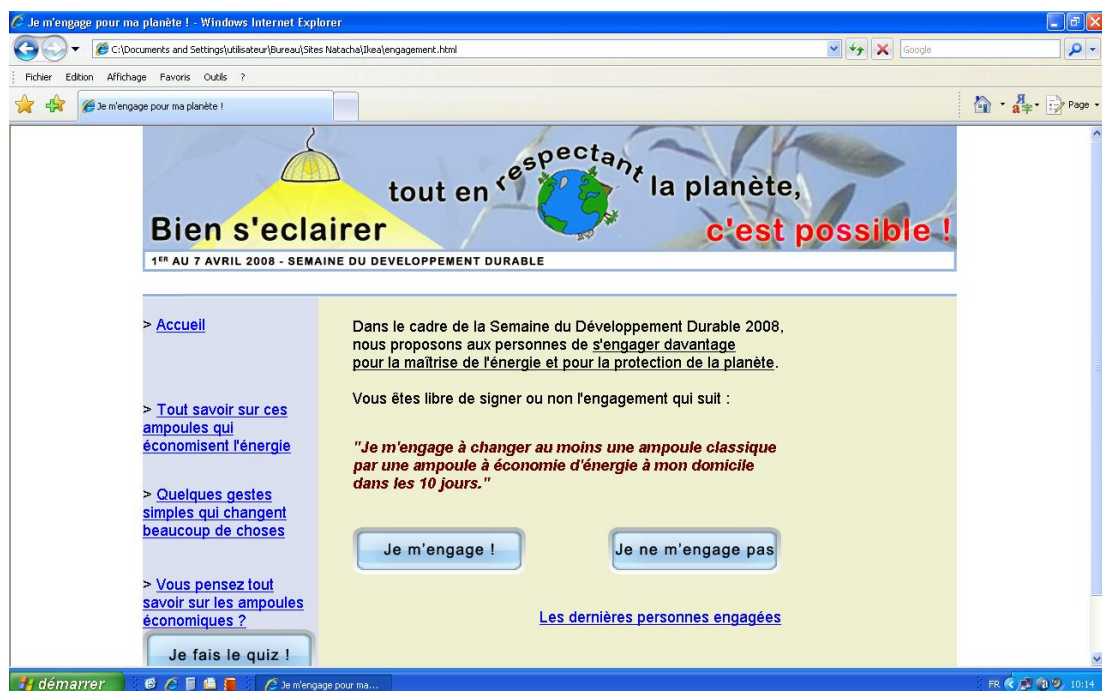 Je m'engage pour ma planète ! - Windows Internet Explorer
C:\Documents and Settings\utilisateur\Bureau\Sites Natacha\Ikea\engagement.html
Google
Fichier Edition Affichage Favoris Outils ?
Je m'engage pour ma planète !
Page
Bien s'eclairer tout en respectant la planète,
c'est possible !
1ER AU 7 AVRIL 2008 - SEMAINE DU DEVELOPPEMENT DURABLE
> Accueil
> Tout savoir sur ces
ampoules qui
économisent l'énergie
> Quelques gestes
simples qui changent
beaucoup de choses
> Vous pensez tout
savoir sur les ampoules
économiques ?
Je fais le quiz !
Dans le cadre de la Semaine du Développement Durable 2008,
nous proposons aux personnes de s'engager davantage
pour la maîtrise de l'énergie et pour la protection de la planète.
Vous êtes libre de signer ou non l'engagement qui suit :
"Je m'engage à changer au moins une ampoule classique
par une ampoule à économie d'énergie à mon domicile
dans les 10 jours."
Je m'engage !
Je ne m'engage pas
Les dernières personnes engagées
démarrer
Je m'engage pour ma...
FR
10:14